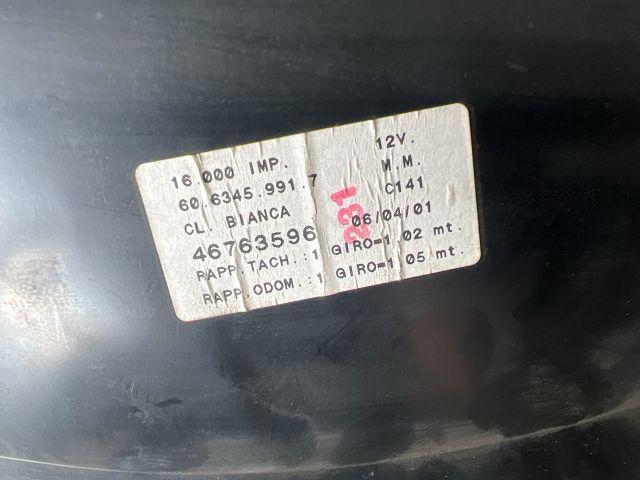 16.000 IMP. 12V.
60.6345.991.7 M.M.
CL. BIANCA C141
46763596 06/04/01
RAPP.TACH.:1 GIRO=1,02 mt.
RAPP.ODOM.:1 GIRO=1,05 mt.
231